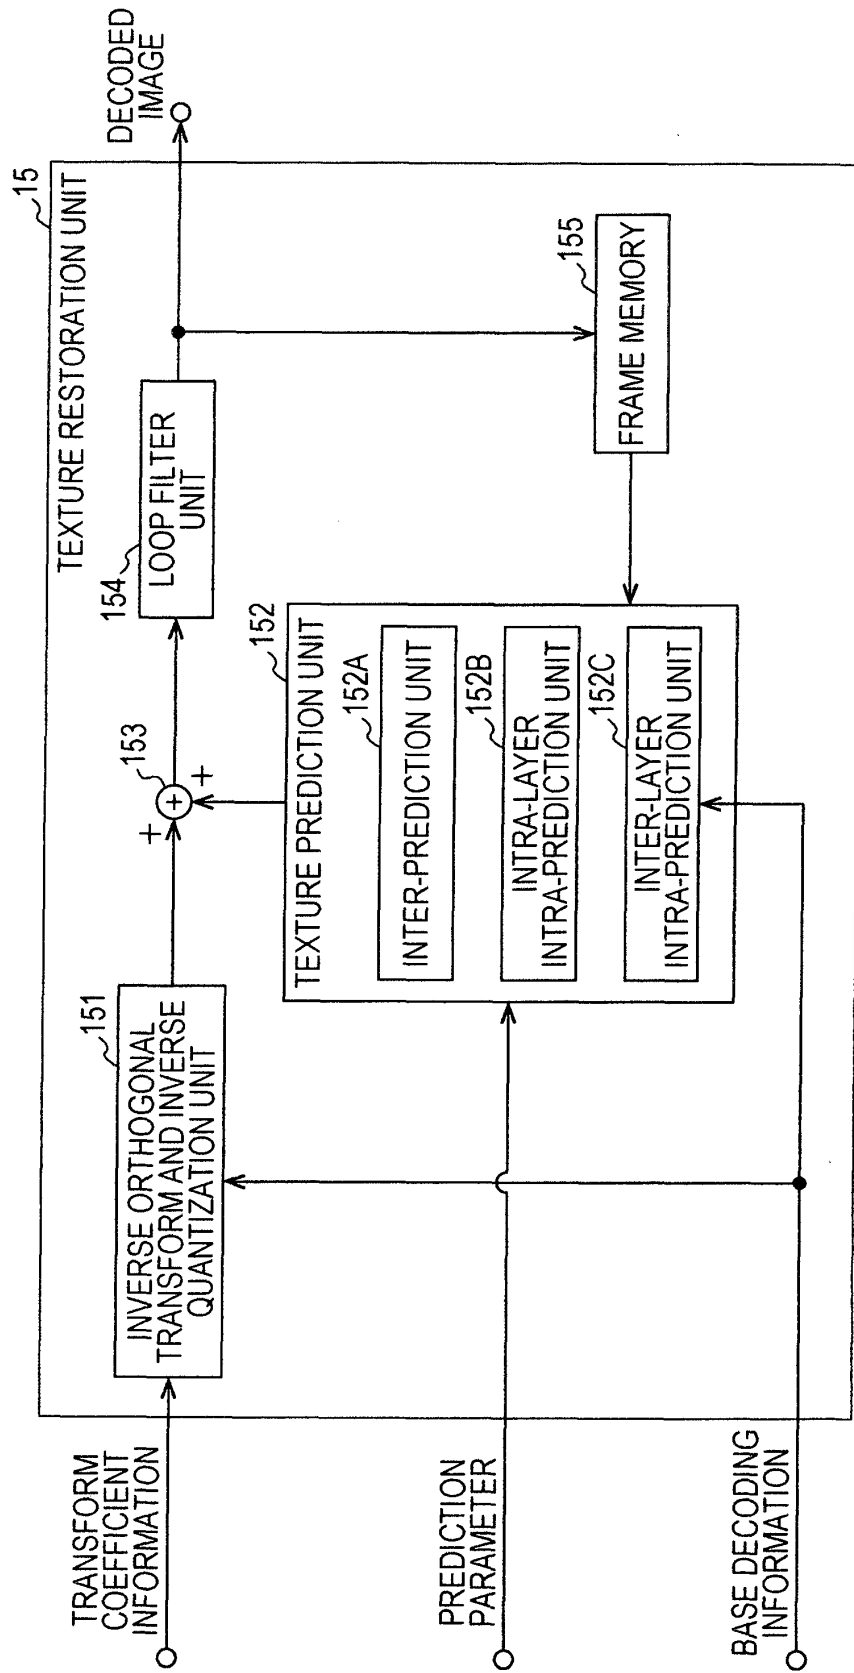 15
TEXTURE RESTORATION UNIT
TRANSFORM
COEFFICIENT
INFORMATION
151
INVERSE ORTHOGONAL
TRANSFORM AND INVERSE
QUANTIZATION UNIT
+
153
+
+
154
LOOP FILTER
UNIT
DECODED
IMAGE
PREDICTION
PARAMETER
152
TEXTURE PREDICTION UNIT
152A
INTER-PREDICTION UNIT
152B
INTRA-LAYER
INTRA-PREDICTION UNIT
152C
INTER-LAYER
INTRA-PREDICTION UNIT
155
FRAME MEMORY
BASE DECODING
INFORMATION